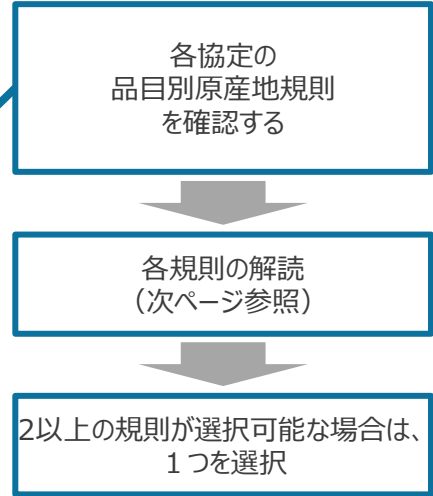 各協定の
品目別原産地規則
を確認する
各規則の解読
（次ページ参照）
2以上の規則が選択可能な場合は、
１つを選択